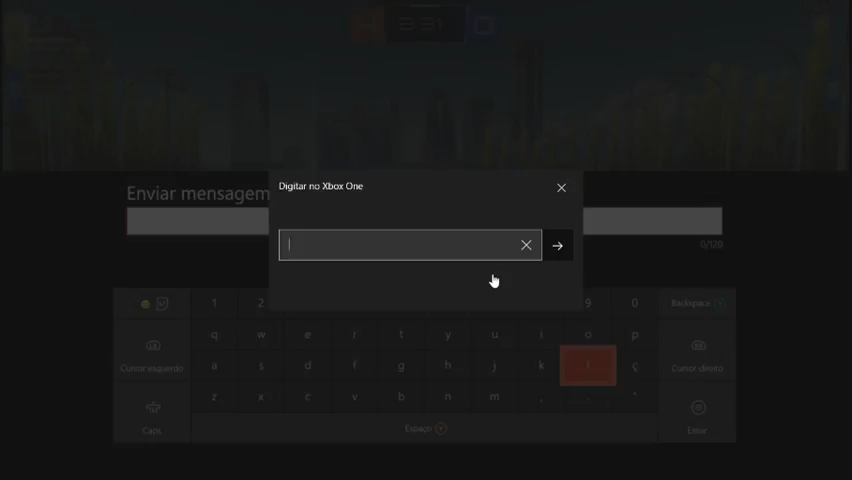 Digitar no Xbox One
Enviar mensagem
0/120
1 2 9 0 Backspace Y
q w e r t y u i o p
Cursor esquerdo a s d f g h j k l ç Cursor direito
z x c v b n m ,
Caps. Espaço Y Enter